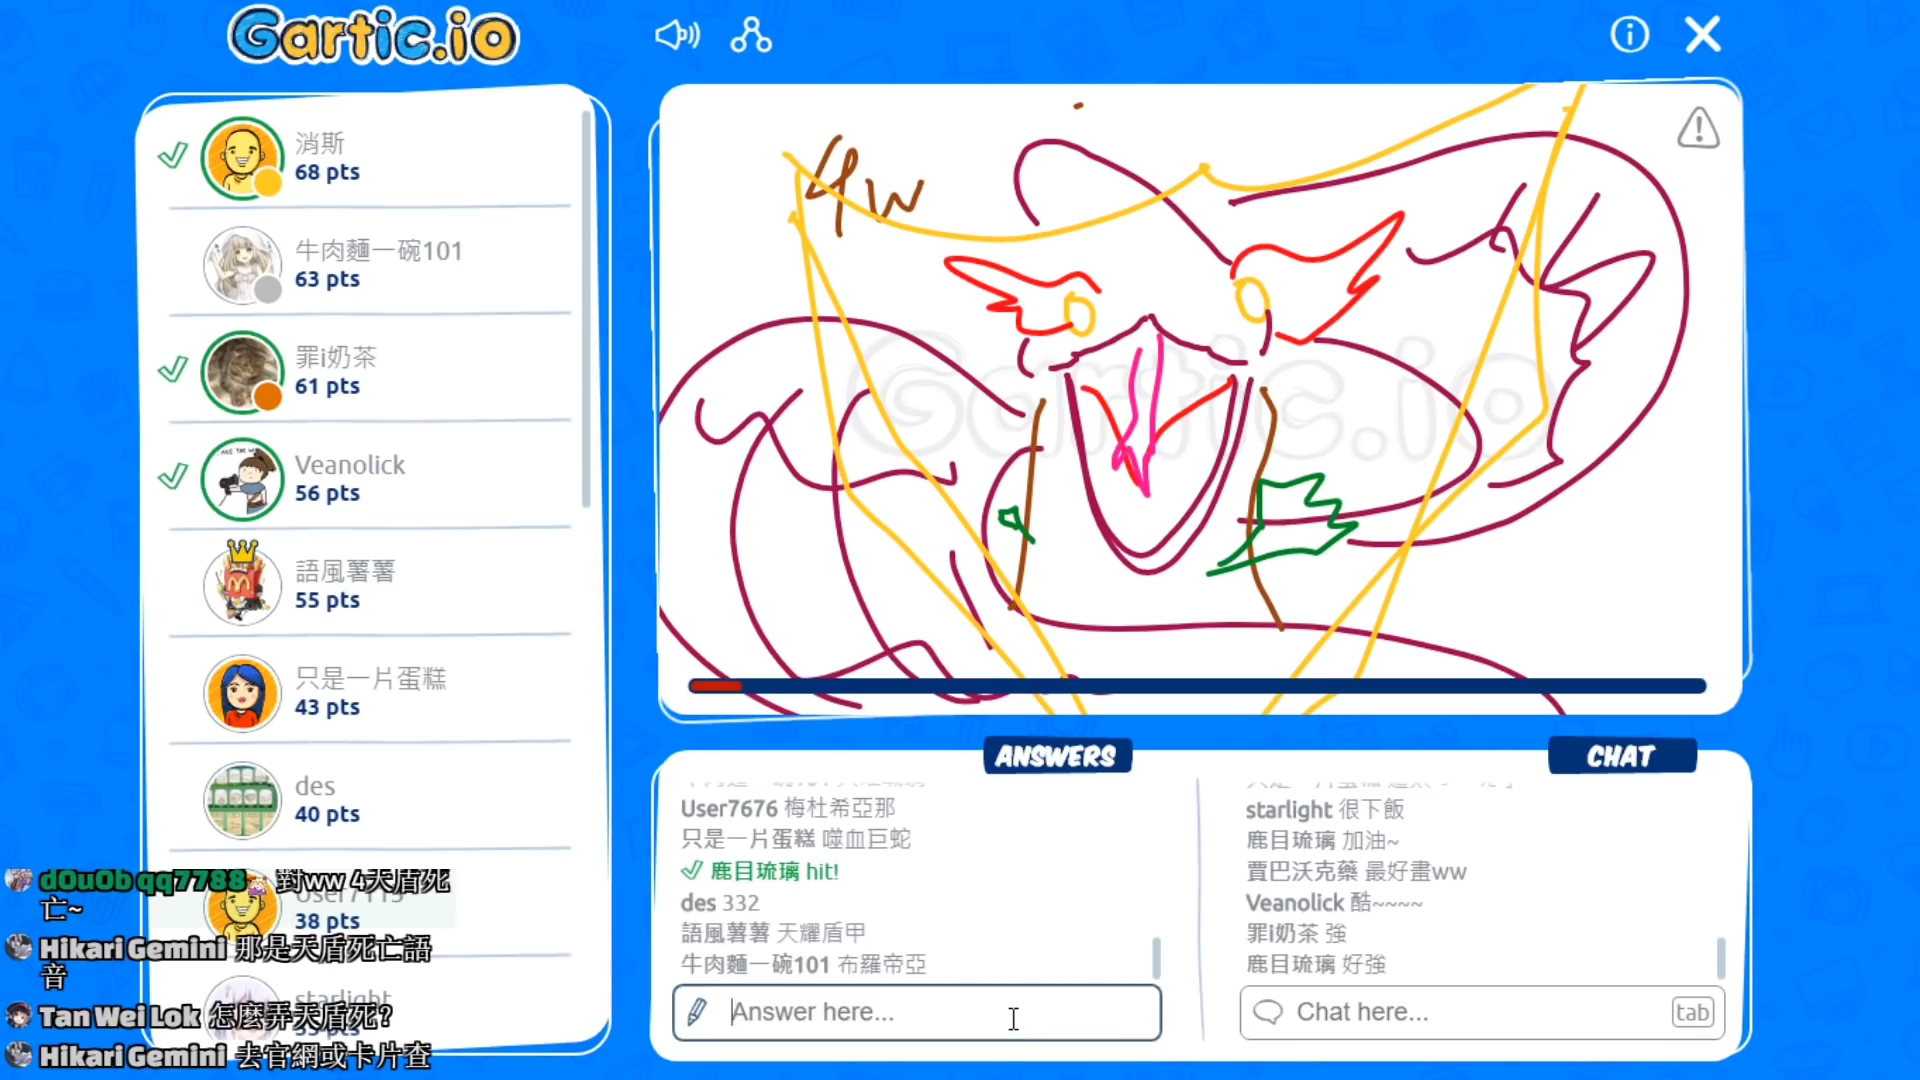 Gartic.io
消斯
68 pts
牛肉麵一碗101
63 pts
罪i奶茶
61 pts
Veanolick
56 pts
語風薯薯
55 pts
只是一片蛋糕
43 pts
des
40 pts
User7115
38 pts
starlight
d0u0b qq7788 對ww 4天盾死
亡~
Hikari Gemini 那是天盾死亡語
音
Tan Wei Lok 怎麼弄天盾死?
Hikari Gemini 去官網或卡片查
4w
Gartic.io
ANSWERS
User7676 梅杜希亞那
只是一片蛋糕 噬血巨蛇
鹿目琉璃 hit!
des 332
語風薯薯 天耀盾甲
牛肉麵一碗101 布羅帝亞
Answer here...
CHAT
starlight 很下飯
鹿目琉璃 加油~
賈巴沃克藥 最好畫ww
Veanolick 酷~~~~
罪i奶茶 強
鹿目琉璃 好強
Chat here...
tab